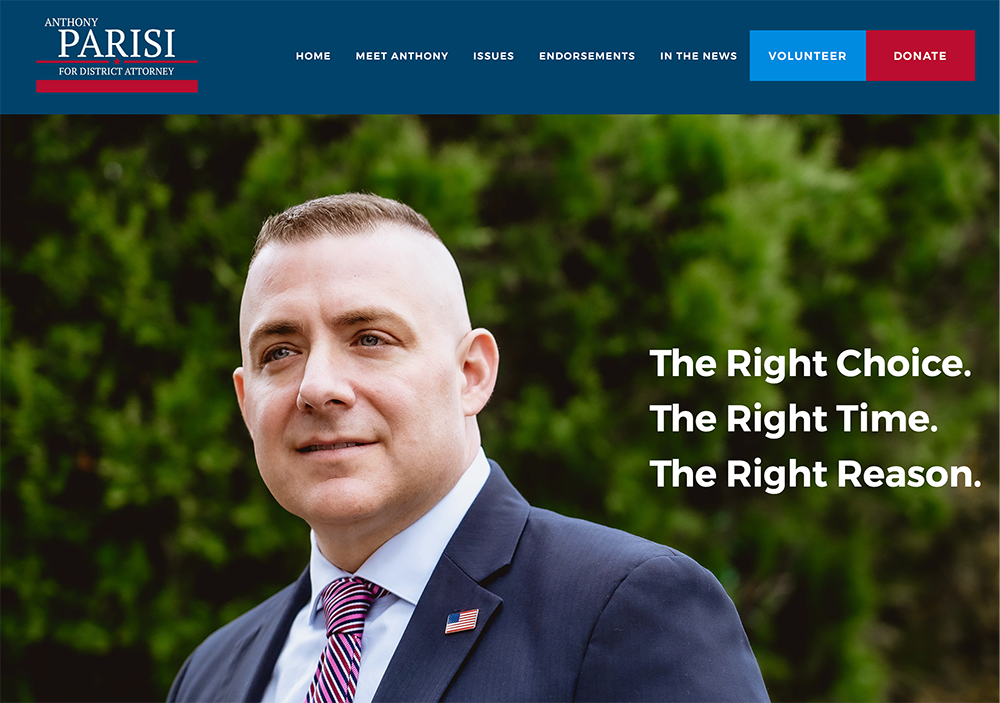 ANTHONY
PARISI
FOR DISTRICT ATTORNEY
HOME MEET ANTHONY ISSUES ENDORSEMENTS IN THE NEWS VOLUNTEER DONATE
The Right Choice.
The Right Time.
The Right Reason.